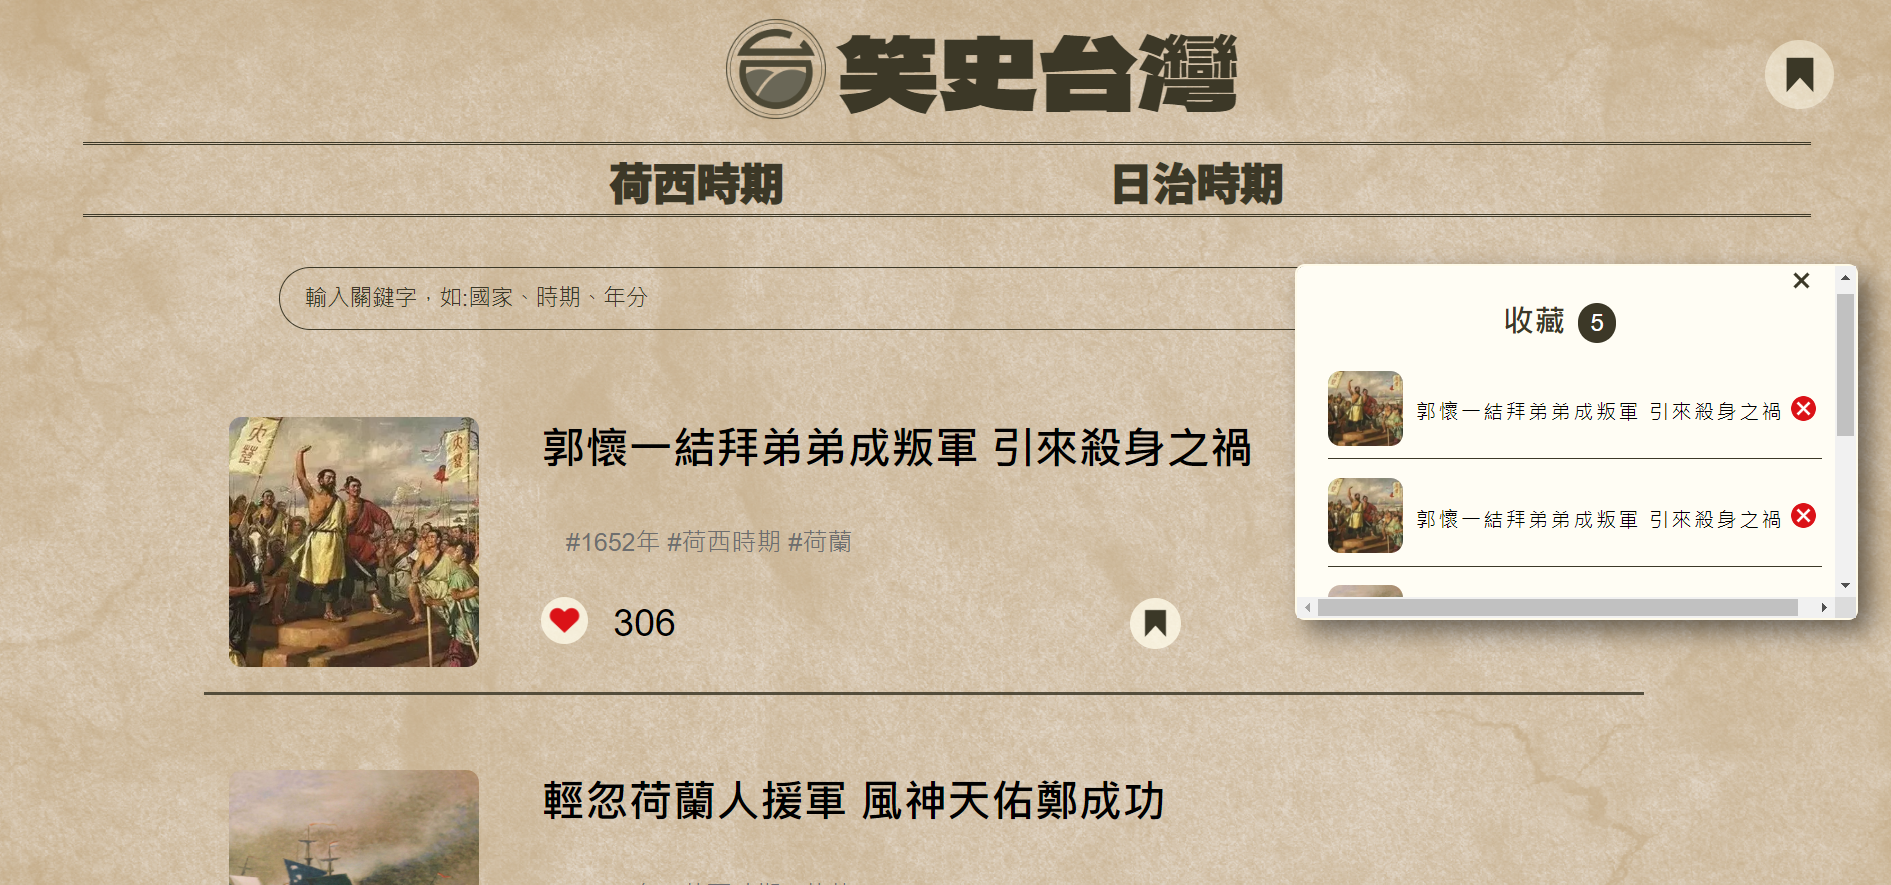 笑史台灣
荷西時期
日治時期
輸入關鍵字，如:國家、時期、年分
收藏 5
郭懷一結拜弟弟成叛軍 引來殺身之禍
郭懷一結拜弟弟成叛軍 引來殺身之禍
郭懷一結拜弟弟成叛軍 引來殺身之禍
#1652年 #荷西時期 #荷蘭
306
輕忽荷蘭人援軍 風神天佑鄭成功